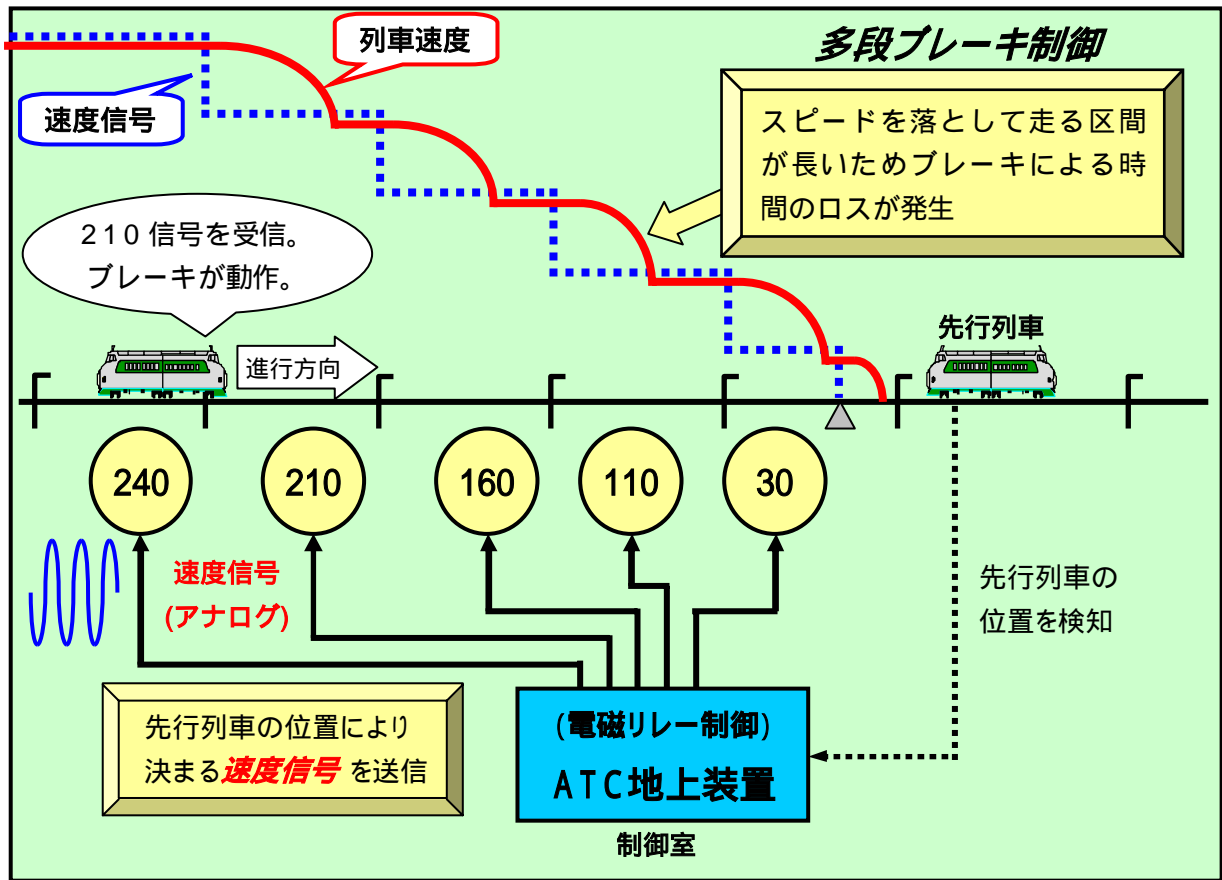 列車速度
多段ブレーキ制御
速度信号
スピードを落として走る区間
が長いためブレーキによる時
間のロスが発生
210信号を受信。
ブレーキが動作。
進行方向
先行列車
240
210
160
110
30
速度信号
(アナログ)
先行列車の
位置を検知
先行列車の位置により
決まる速度信号 を送信
(電磁リレー制御)
ATC地上装置
制御室